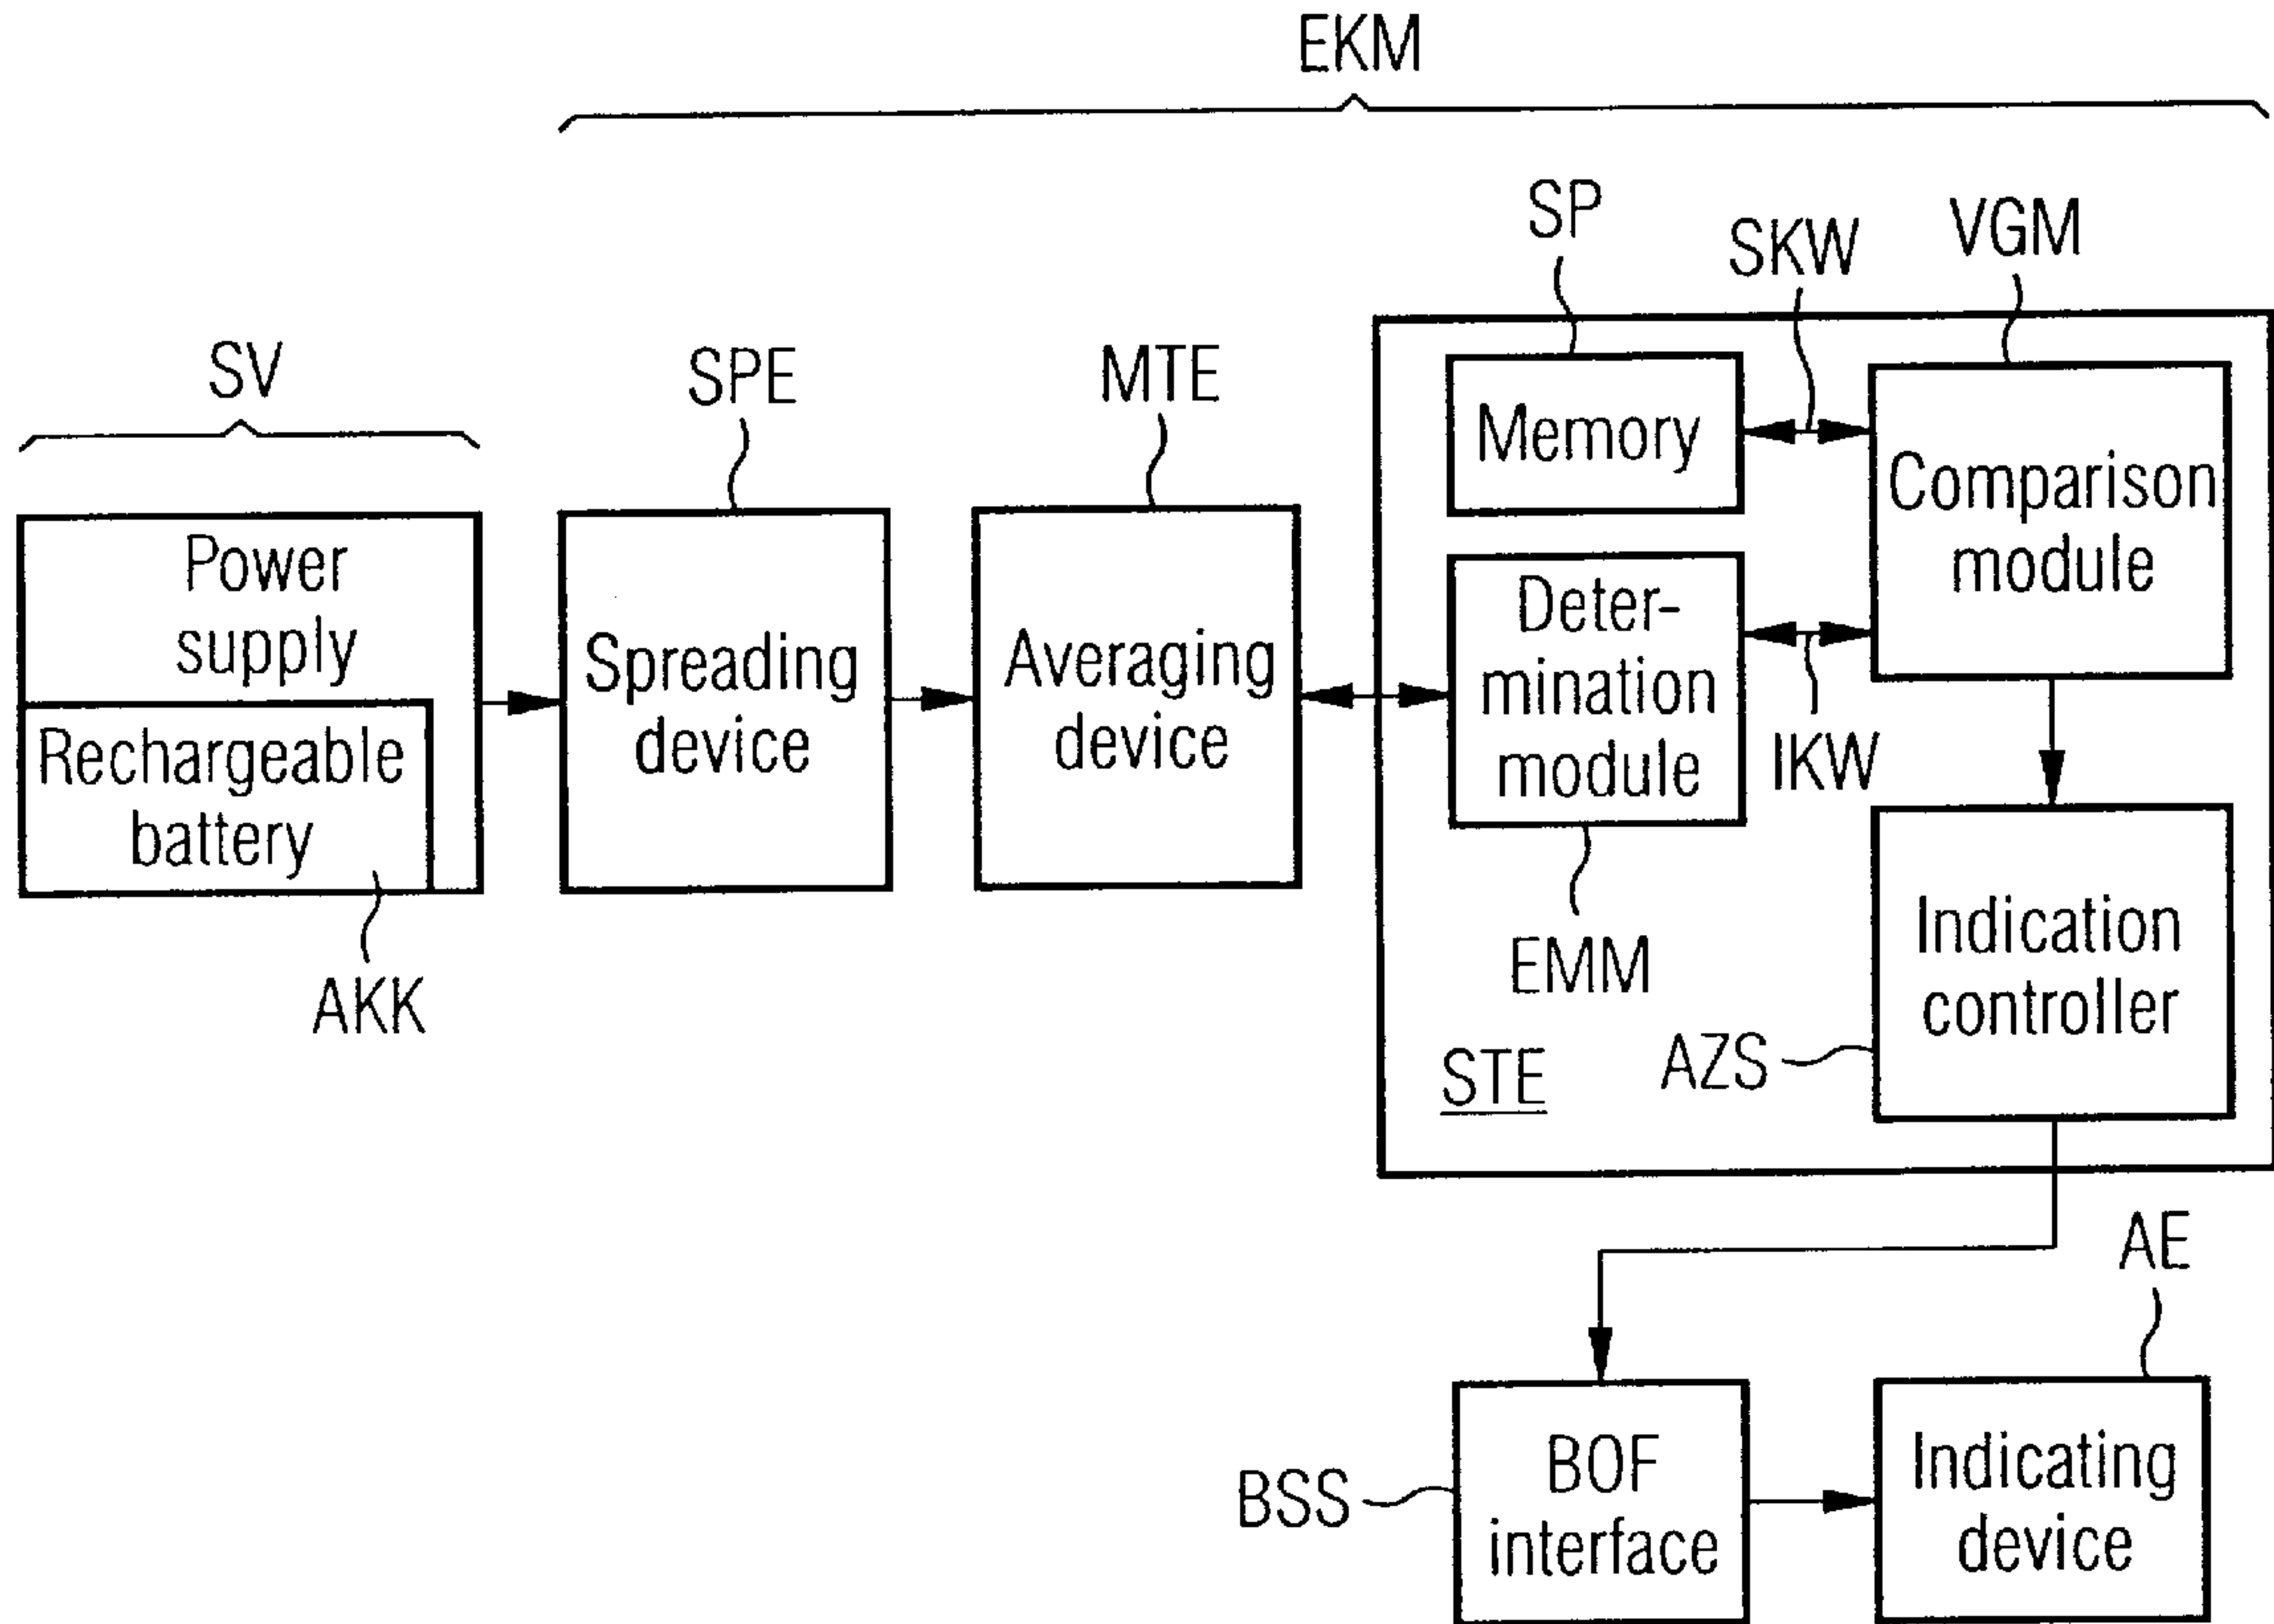 EKM
SP
SKW
VGM
SV
SPE
MTE
Memory
Comparison
module
Power
supply
Rechargeable
battery
Spreading
device
Averaging
device
Deter-
mination
module
IKW
AKK
EMM
Indication
controller
STE
AZS
AE
BSS
BOF
interface
Indicating
device